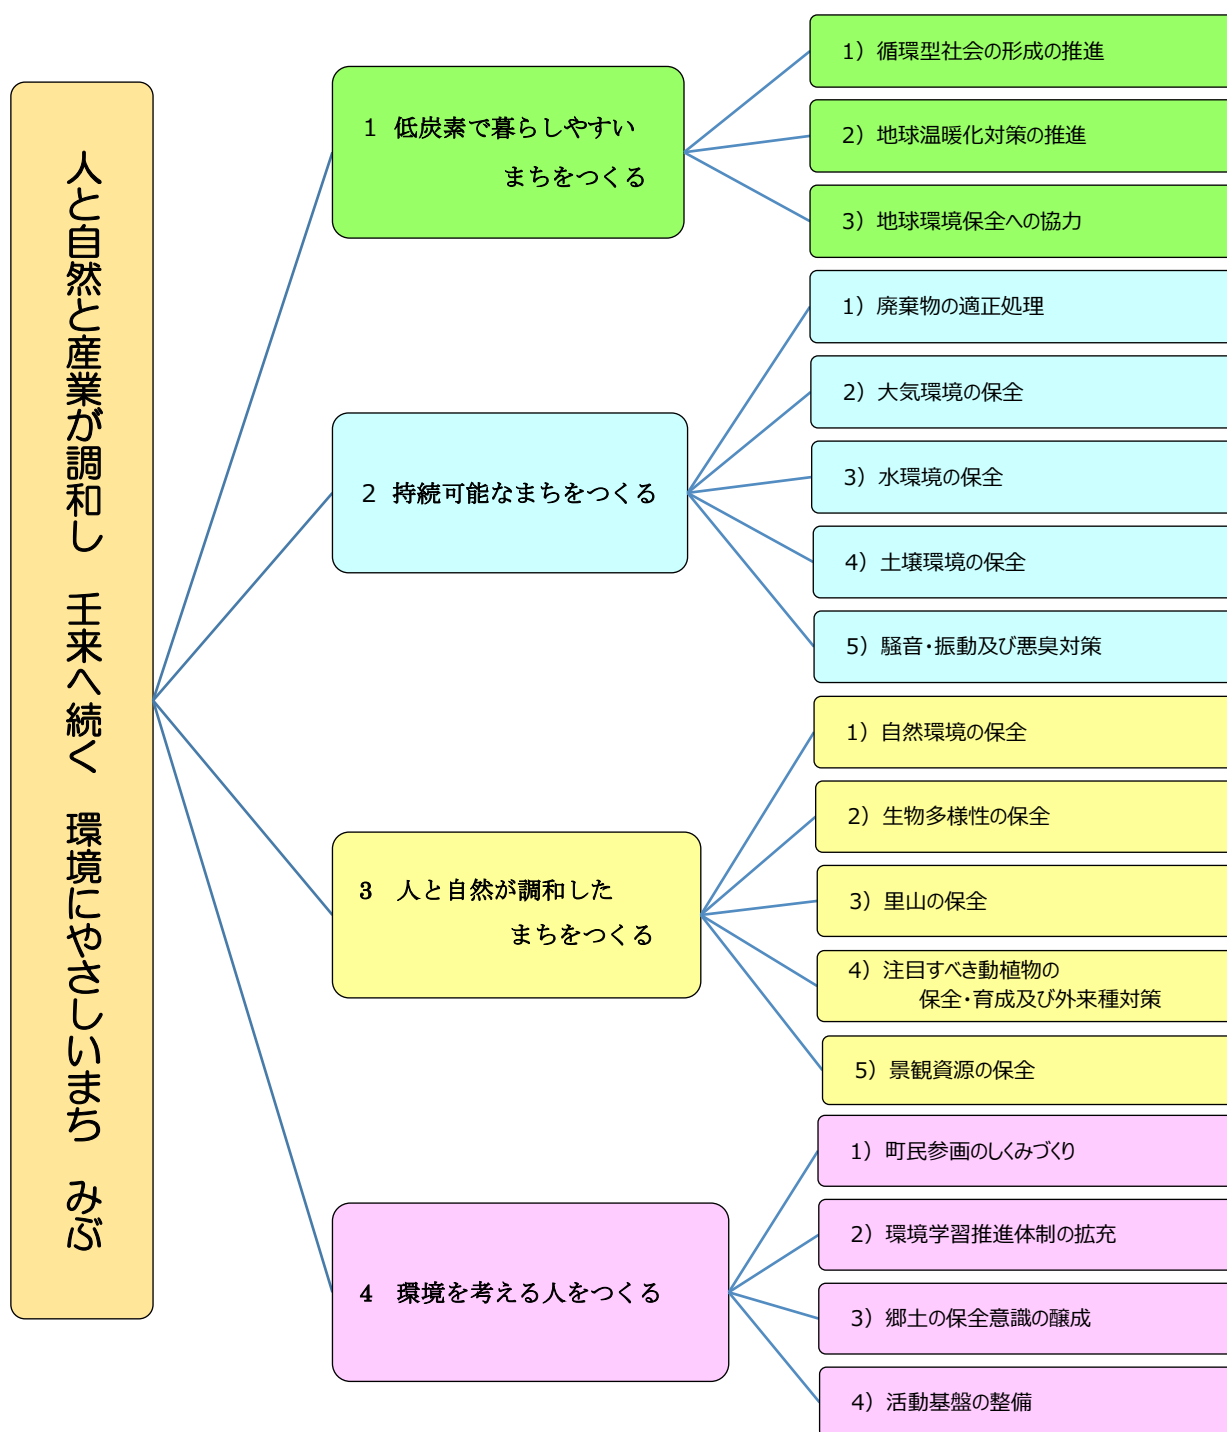 人と自然と産業が調和し　壬来へ続く　環境にやさしいまち　みぶ
1 低炭素で暮らしやすい
まちをつくる
1）循環型社会の形成の推進
2）地球温暖化対策の推進
3）地球環境保全への協力
2 持続可能なまちをつくる
1）廃棄物の適正処理
2）大気環境の保全
3）水環境の保全
4）土壌環境の保全
5）騒音・振動及び悪臭対策
3　人と自然が調和した
まちをつくる
1）自然環境の保全
2）生物多様性の保全
3）里山の保全
4）注目すべき動植物の
保全・育成及び外来種対策
5）景観資源の保全
4　環境を考える人をつくる
1）町民参画のしくみづくり
2）環境学習推進体制の拡充
3）郷土の保全意識の醸成
4）活動基盤の整備